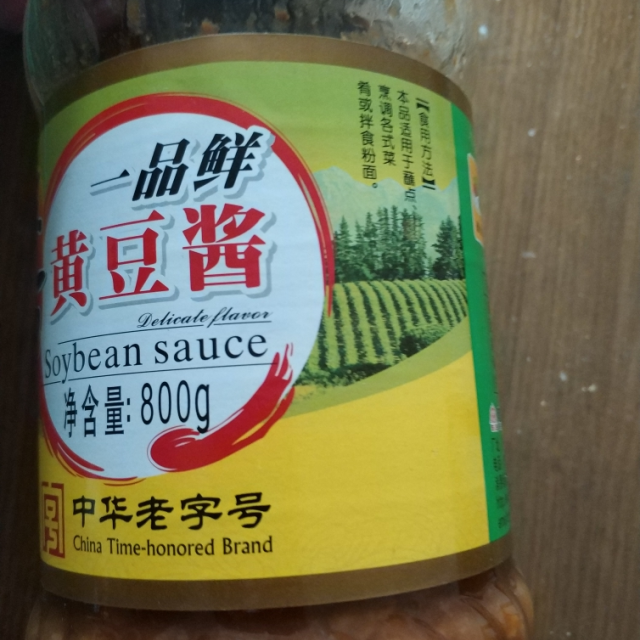 一品鲜
黄豆酱
Delicate flavor
Soybean sauce
净含量: 800g
中华老字号
China Time-honored Brand
【食用方法】
本品适用于蘸点
烹调各式菜
肴或拌食粉面。